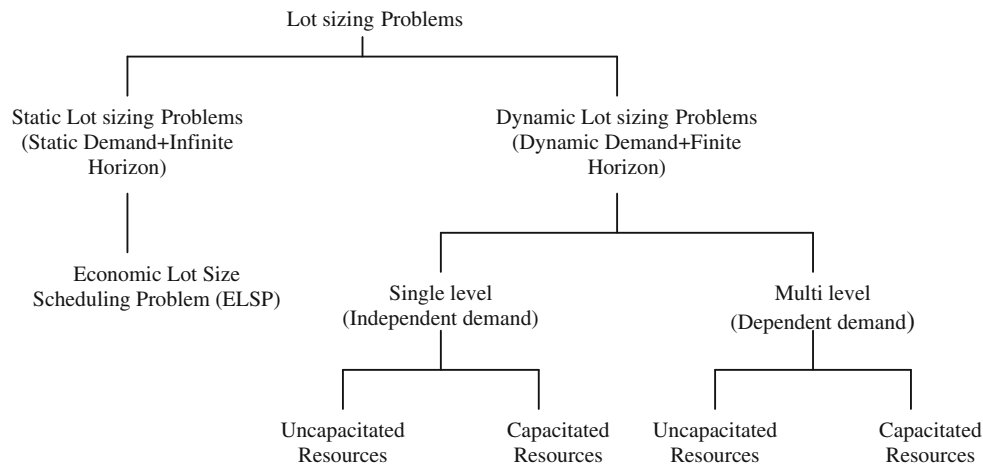 Lot sizing Problems
Static Lot sizing Problems
(Static Demand+Infinite
Horizon)
Dynamic Lot sizing Problems
(Dynamic Demand+Finite
Horizon)
Economic Lot Size
Scheduling Problem (ELSP)
Single level
(Independent demand)
Multi level
(Dependent demand)
Uncapacitated
Resources
Capacitated
Resources
Uncapacitated
Resources
Capacitated
Resources